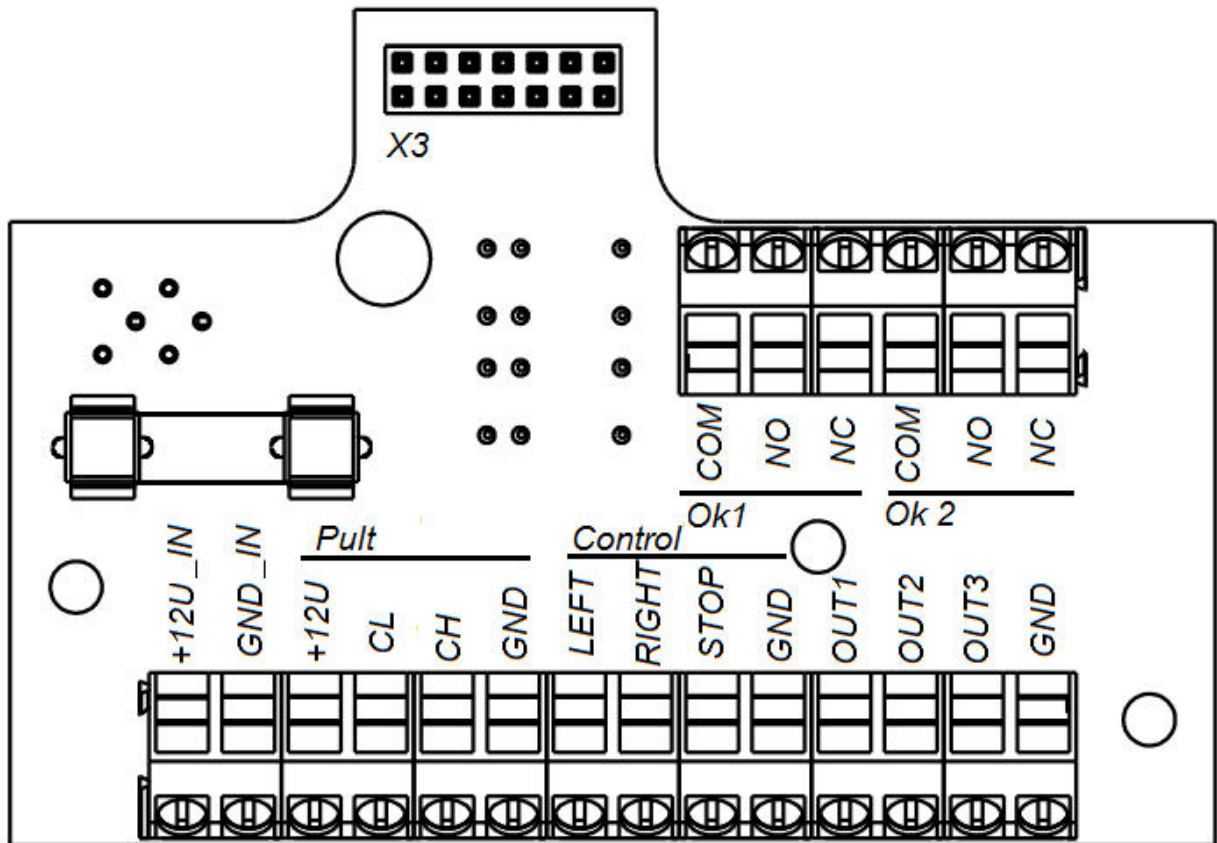 X3
COM NO NC COM NO NC
Ok1 Ok 2
Pult Control
+12U_IN GND_IN +12U CL CH GND LEFT RIGHT STOP GND OUT1 OUT2 OUT3 GND